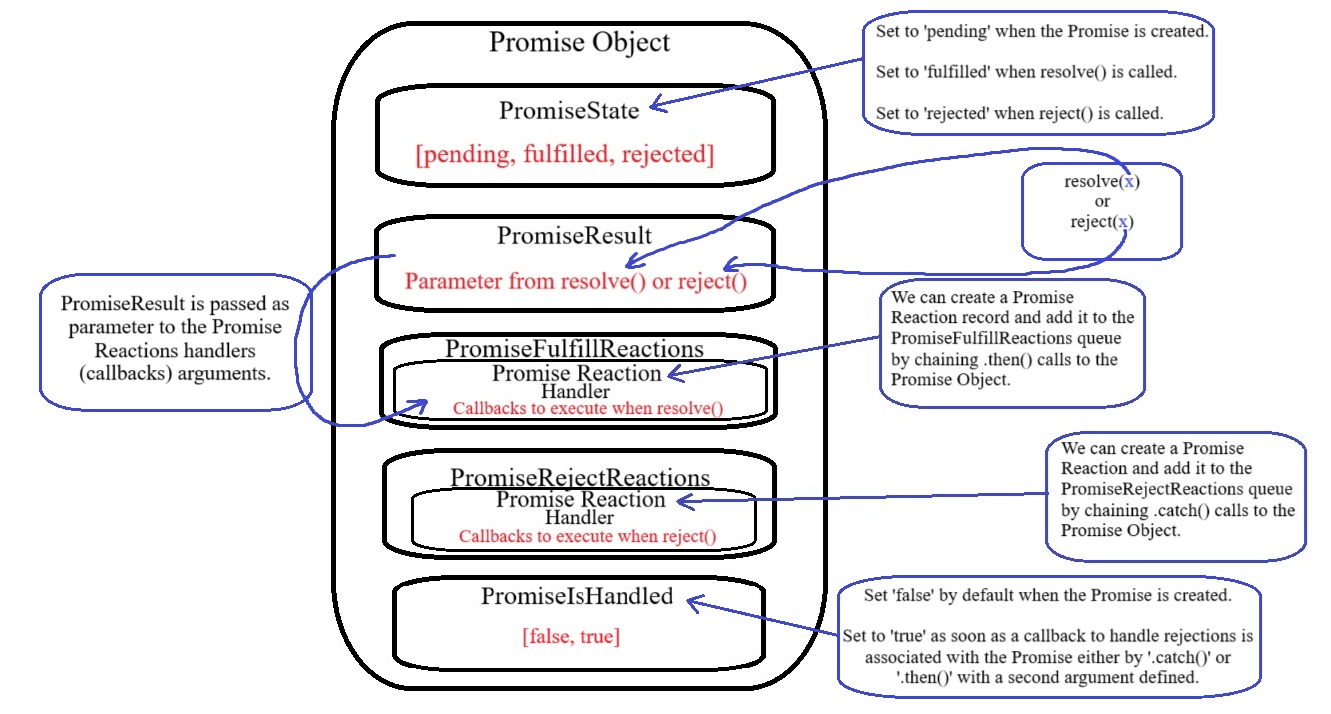 Promise Object
PromiseState
[pending, fulfilled, rejected]
Set to 'pending' when the Promise is created.
Set to 'fulfilled' when resolve() is called.
Set to 'rejected' when reject() is called.
resolve(x)
or
reject(x)
PromiseResult
Parameter from resolve() or reject()
PromiseResult is passed as
parameter to the Promise
Reactions handlers
(callbacks) arguments.
PromiseFulfillReactions
Promise Reaction
Handler
Callbacks to execute when resolve()
We can create a Promise
Reaction record and add it to the
PromiseFulfillReactions queue
by chaining .then() calls to the
Promise Object.
PromiseRejectReactions
Promise Reaction
Handler
Callbacks to execute when reject()
We can create a Promise
Reaction and add it to the
PromiseRejectReactions queue
by chaining .catch() calls to the
Promise Object.
PromiseIsHandled
[false, true]
Set 'false' by default when the Promise is created.
Set to 'true' as soon as a callback to handle rejections is
associated with the Promise either by '.catch()' or
'.then()' with a second argument defined.